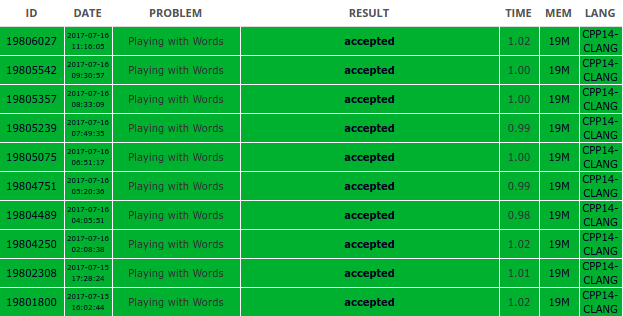 ID DATE PROBLEM RESULT TIME MEM LANG
19806027 2017-07-16 11:16:05 Playing with Words accepted 1.02 19M CPP14-CLANG
19805542 2017-07-16 09:30:57 Playing with Words accepted 1.00 19M CPP14-CLANG
19805357 2017-07-16 08:33:09 Playing with Words accepted 1.00 19M CPP14-CLANG
19805239 2017-07-16 07:49:35 Playing with Words accepted 0.99 19M CPP14-CLANG
19805075 2017-07-16 06:51:17 Playing with Words accepted 1.00 19M CPP14-CLANG
19804751 2017-07-16 05:20:36 Playing with Words accepted 0.99 19M CPP14-CLANG
19804489 2017-07-16 04:05:51 Playing with Words accepted 0.98 19M CPP14-CLANG
19804250 2017-07-16 02:08:38 Playing with Words accepted 1.02 19M CPP14-CLANG
19802308 2017-07-15 17:28:24 Playing with Words accepted 1.01 19M CPP14-CLANG
19801800 2017-07-15 16:02:44 Playing with Words accepted 1.02 19M CPP14-CLANG